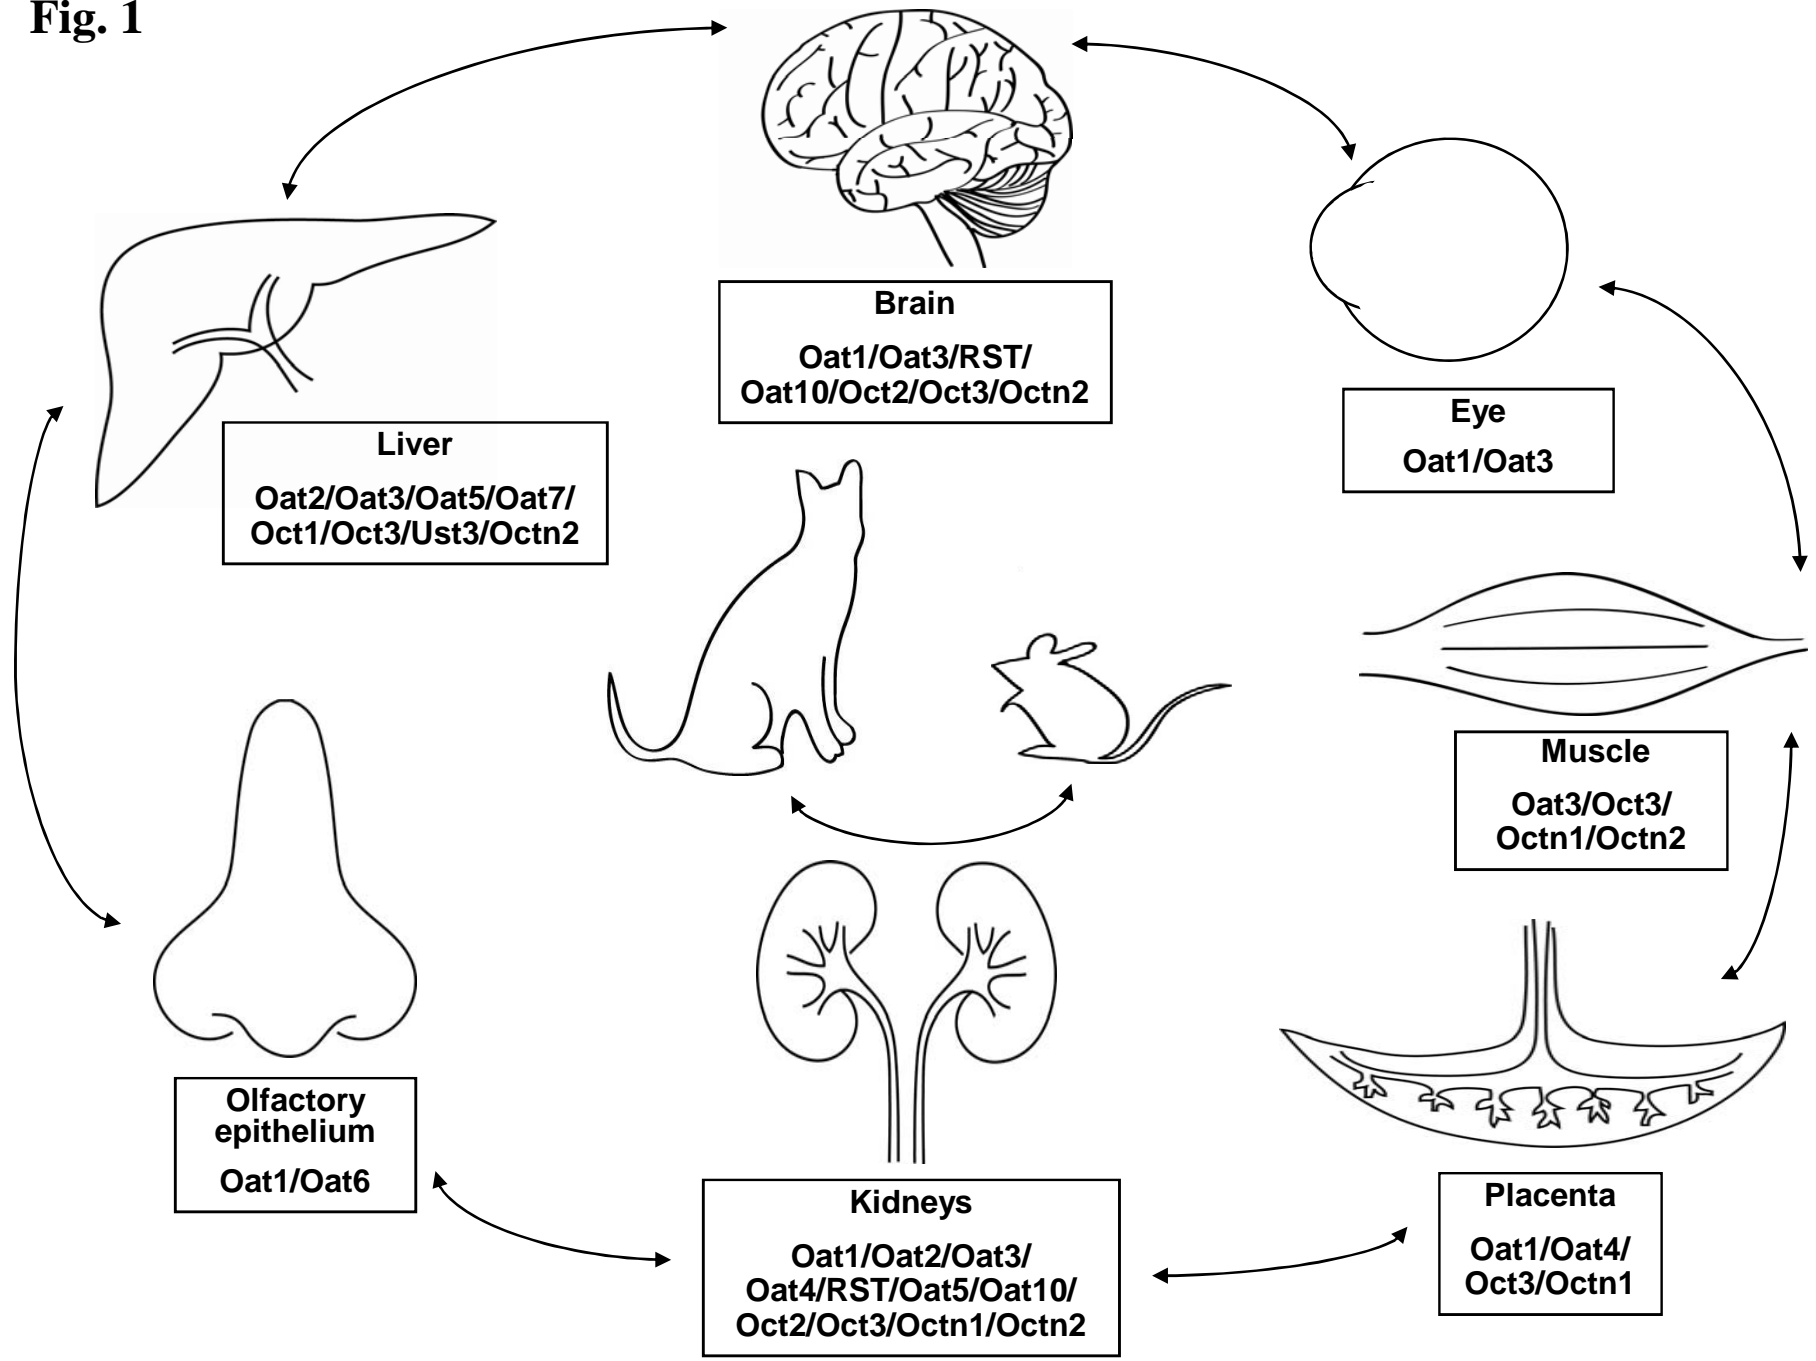 Fig. 1
Brain
Oat1/Oat3/RST/
Oat10/Oct2/Oct3/Octn2
Eye
Oat1/Oat3
Liver
Oat2/Oat3/Oat5/Oat7/
Oct1/Oct3/Ust3/Octn2
Muscle
Oat3/Oct3/
Octn1/Octn2
Olfactory
epithelium
Oat1/Oat6
Kidneys
Oat1/Oat2/Oat3/
Oat4/RST/Oat5/Oat10/
Oct2/Oct3/Octn1/Octn2
Placenta
Oat1/Oat4/
Oct3/Octn1